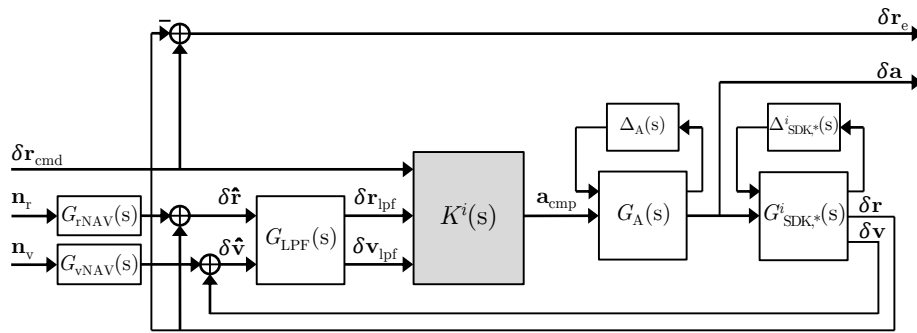 −
δr_e
δa
Δ_A(s)
Δ^i_SDK,*(s)
δr_cmd
n_r
G_rNAV(s)
δr̂
δr_lpf
G_LPF(s)
K^i(s)
a_cmp
G_A(s)
G^i_SDK,*(s)
δr
δv
n_v
G_vNAV(s)
δv̂
δv_lpf